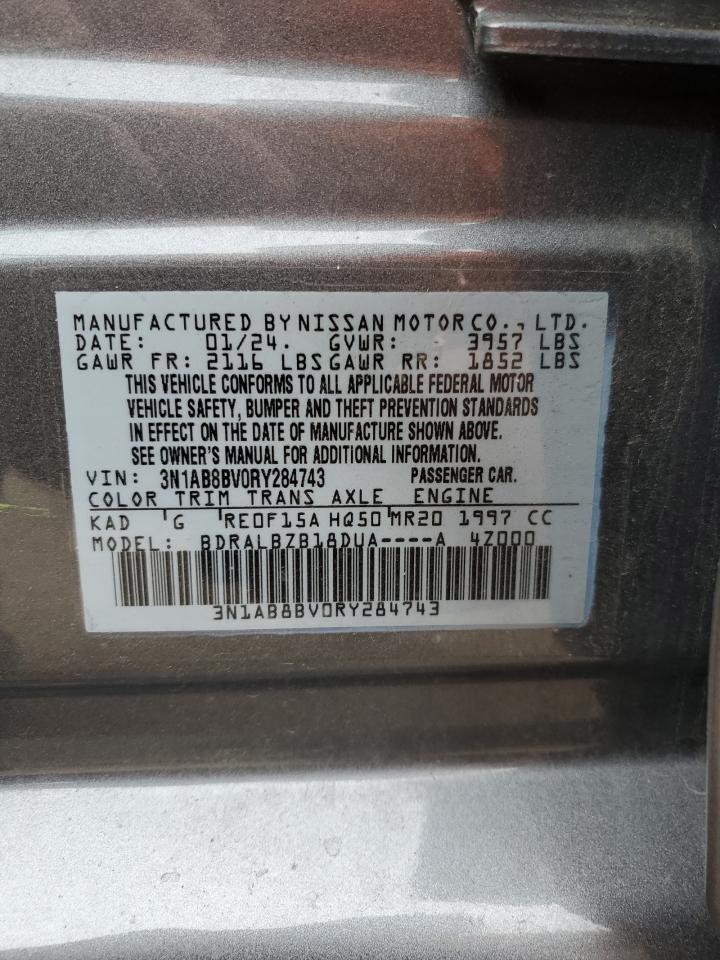 MANUFACTURED BY NISSAN MOTOR CO., LTD.
DATE: 01/24. GVWR: 3957 LBS
GAWR FR: 2116 LBS GAWR RR: 1852 LBS
THIS VEHICLE CONFORMS TO ALL APPLICABLE FEDERAL MOTOR
VEHICLE SAFETY, BUMPER AND THEFT PREVENTION STANDARDS
IN EFFECT ON THE DATE OF MANUFACTURE SHOWN ABOVE.
SEE OWNER'S MANUAL FOR ADDITIONAL INFORMATION.
VIN: 3N1AB8BV0RY284743 PASSENGER CAR.
COLOR TRIM TRANS AXLE ENGINE
KAD G RE0F15A HQ50 MR20 1997 CC
MODEL: BDRALBZB18DUA----A 4Z000
3N1AB8BV0RY284743